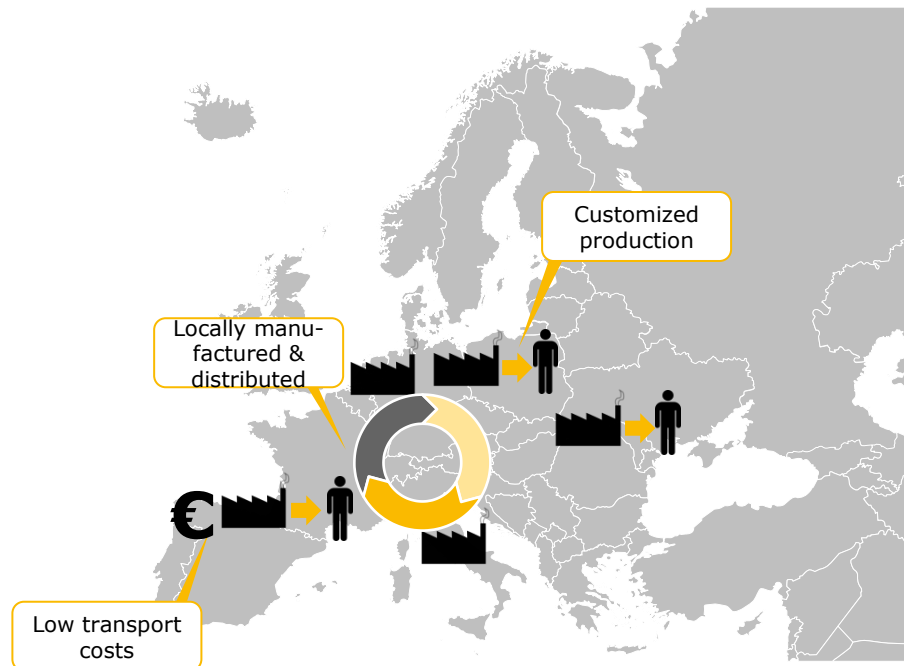 Customized
production
Locally manu-
factured &
distributed
€
Low transport
costs